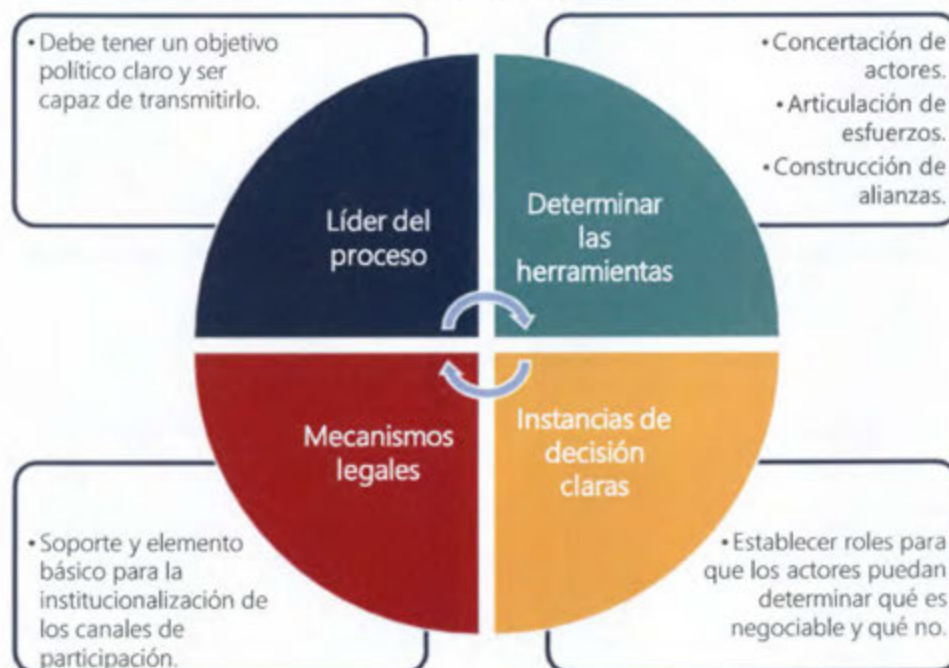 • Debe tener un objetivo
político claro y ser
capaz de transmitirlo.
• Concertación de
actores.
• Articulación de
esfuerzos.
• Construcción de
alianzas.
Líder del
proceso
Determinar
las
herramientas
Mecanismos
legales
Instancias de
decisión
claras
• Soporte y elemento
básico para la
institucionalización de
los canales de
participación.
• Establecer roles para
que los actores puedan
determinar qué es
negociable y qué no.